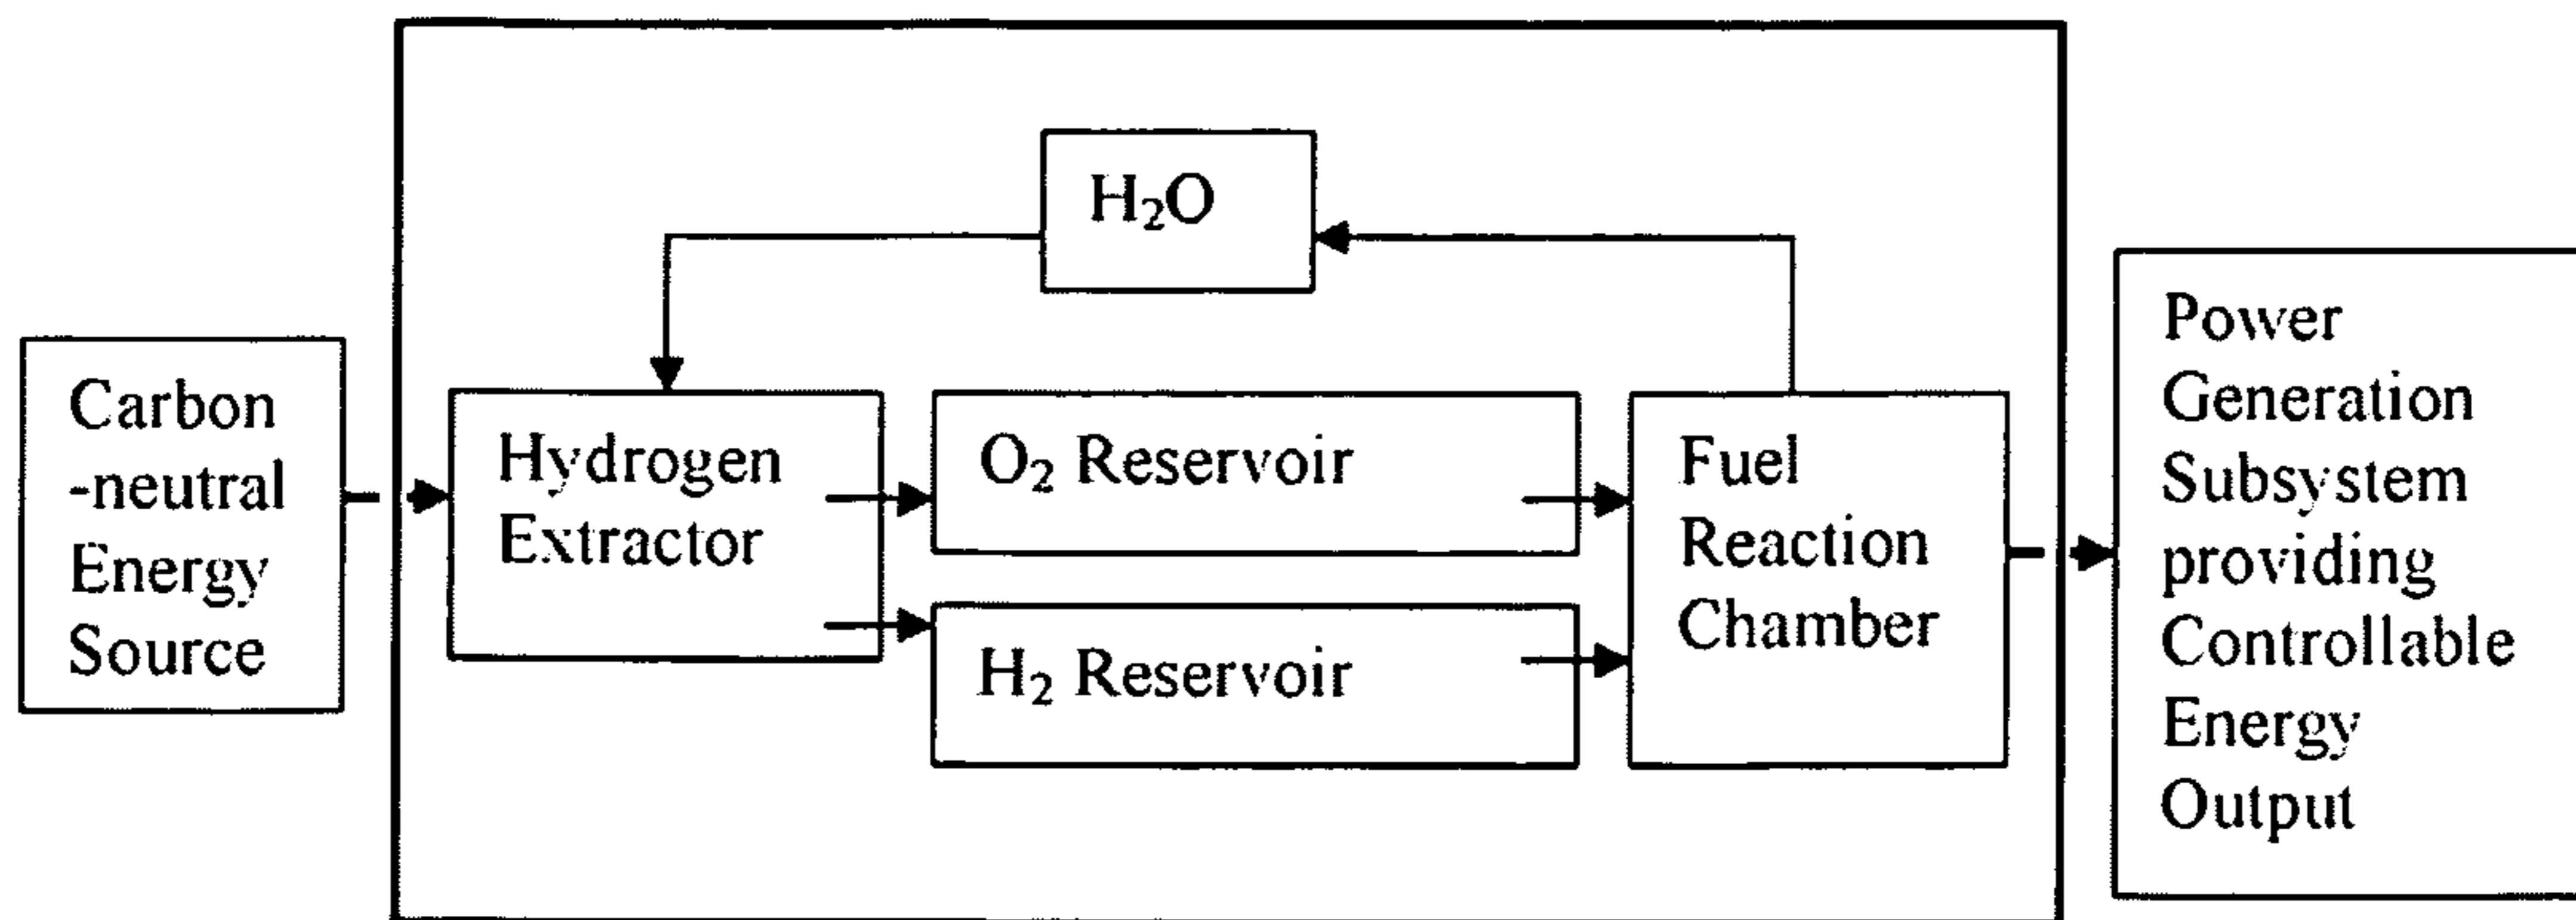 H₂O
Carbon
-neutral
Energy
Source
Hydrogen
Extractor
O₂ Reservoir
H₂ Reservoir
Fuel
Reaction
Chamber
Power
Generation
Subsystem
providing
Controllable
Energy
Output